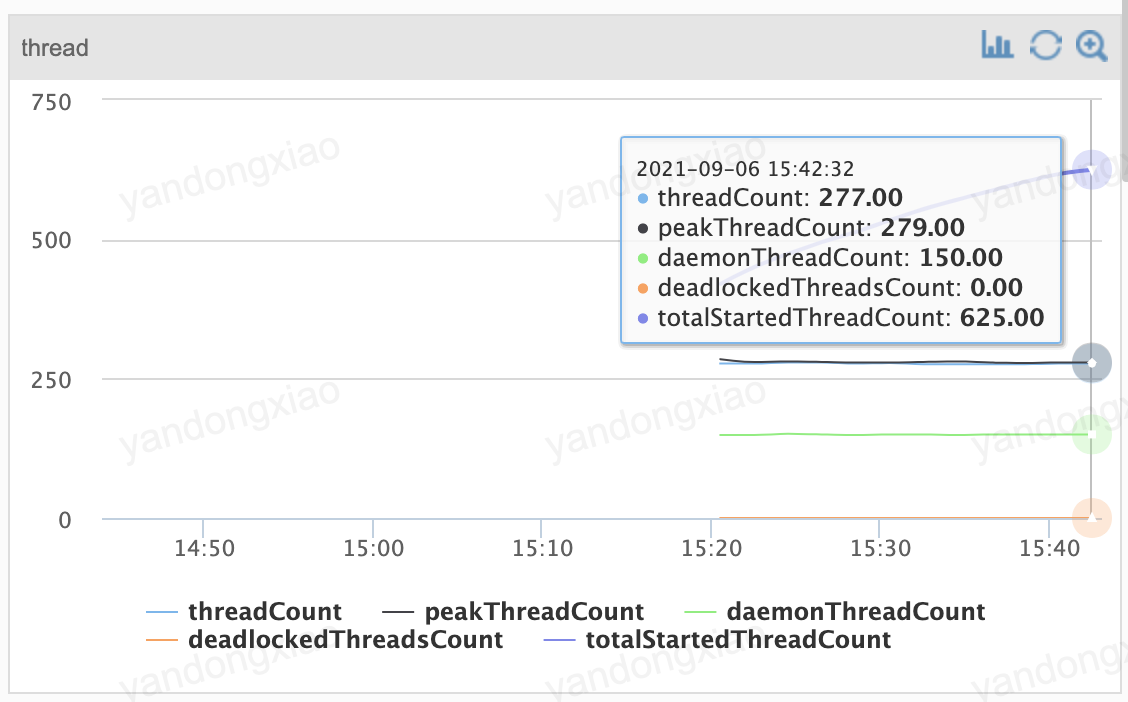 thread
750
2021-09-06 15:42:32
threadCount: 277.00
peakThreadCount: 279.00
daemonThreadCount: 150.00
deadlockedThreadsCount: 0.00
totalStartedThreadCount: 625.00
500
250
0
14:50 15:00 15:10 15:20 15:30 15:40
threadCount peakThreadCount daemonThreadCount
deadlockedThreadsCount totalStartedThreadCount
yandongxiao yandongxiao yandongxiao
yandongxiao yandongxiao yandongxiao
yandongxiao yandongxiao yandongxiao